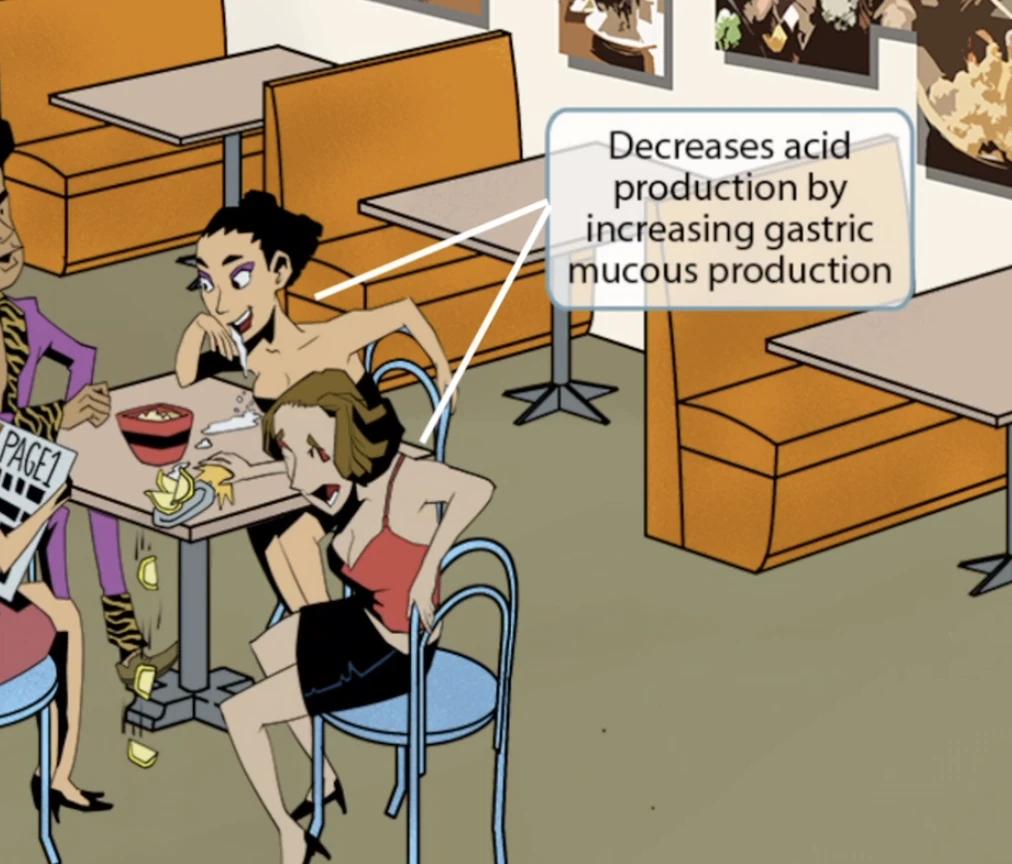 Decreases acid
production by
increasing gastric
mucous production
PAGE1